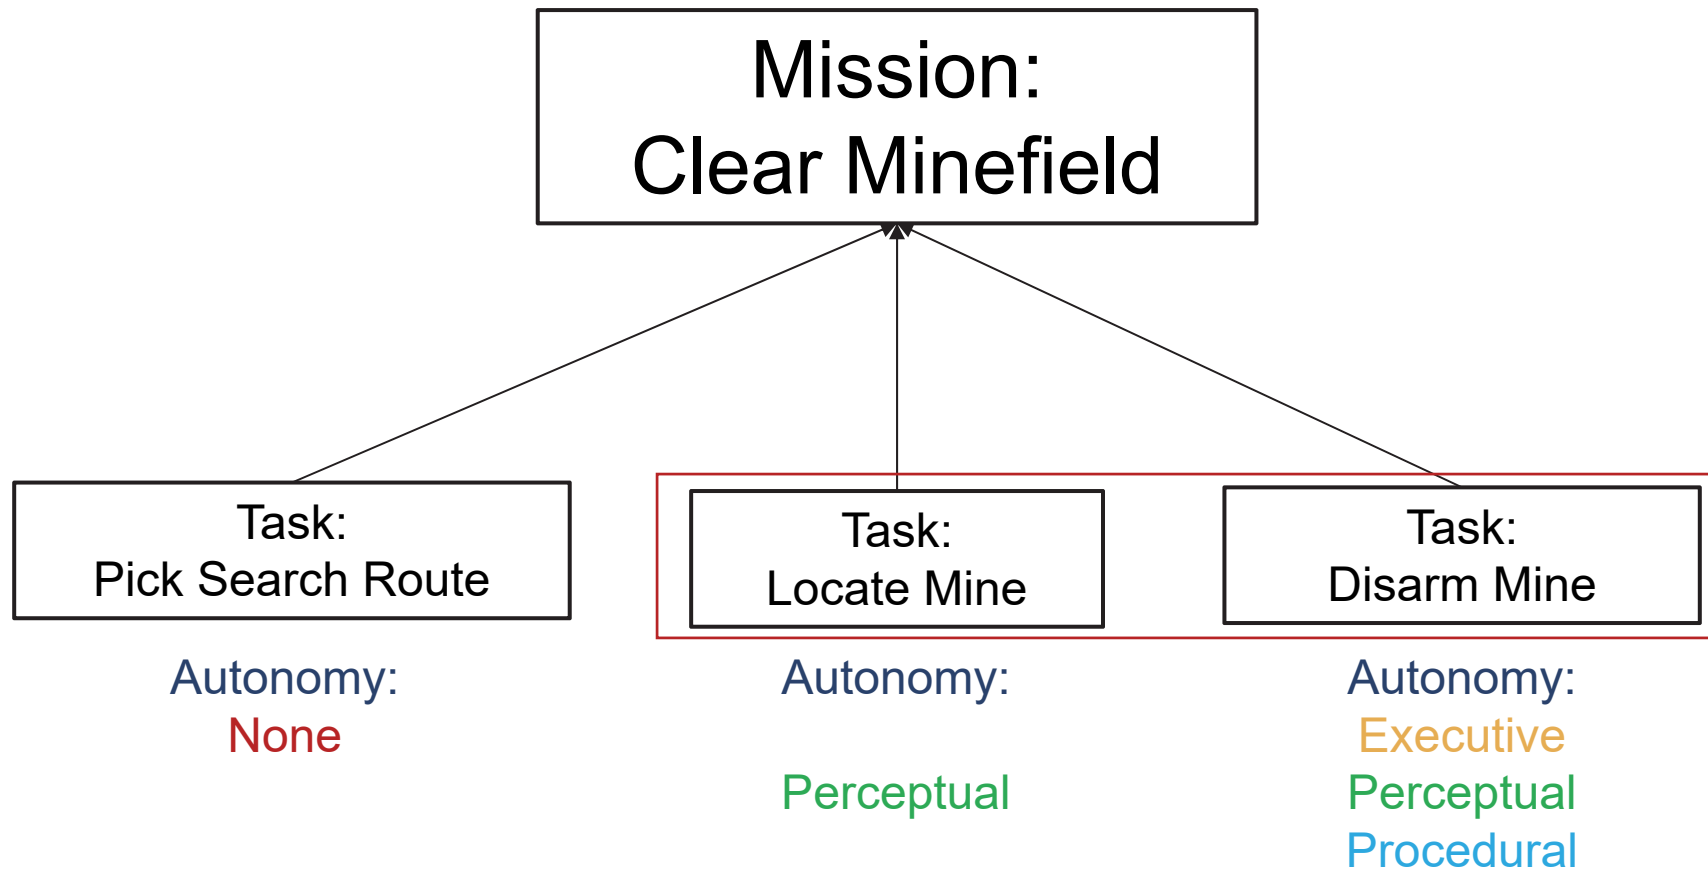 Mission:
Clear Minefield
Task:
Pick Search Route
Task:
Locate Mine
Task:
Disarm Mine
Autonomy:
None
Autonomy:
Perceptual
Autonomy:
Executive
Perceptual
Procedural